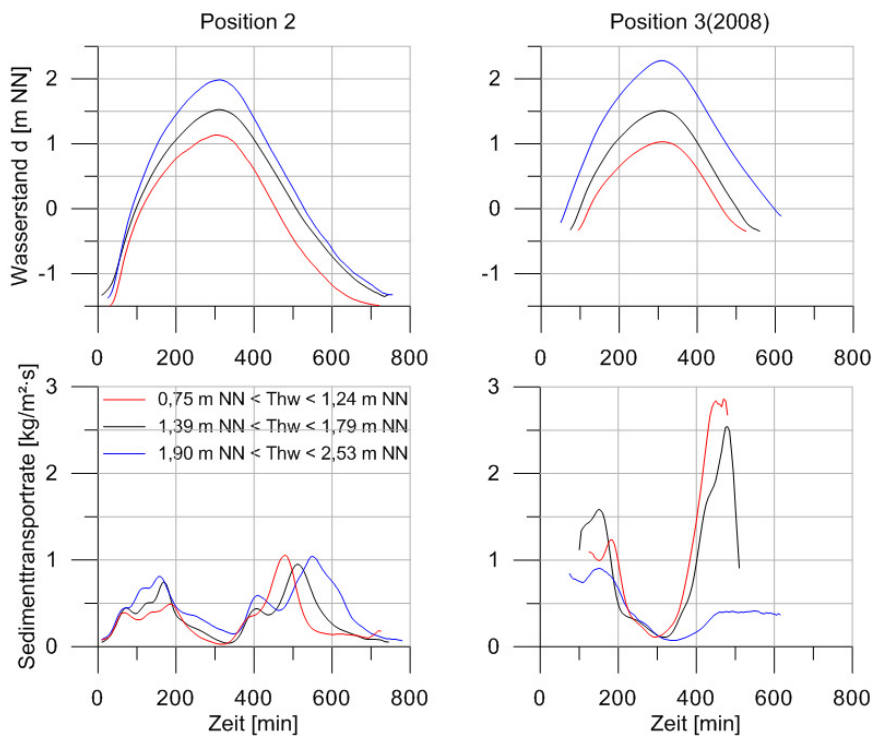 Position 2
Position 3(2008)
Wasserstand d [m NN]
2
1
0
-1
2
1
0
-1
0 200 400 600 800
0 200 400 600 800
Sedimenttransportrate [kg/m²·s]
3
2
1
0
3
2
1
0
0,75 m NN < Thw < 1,24 m NN
1,39 m NN < Thw < 1,79 m NN
1,90 m NN < Thw < 2,53 m NN
0 200 400 600 800
0 200 400 600 800
Zeit [min]
Zeit [min]